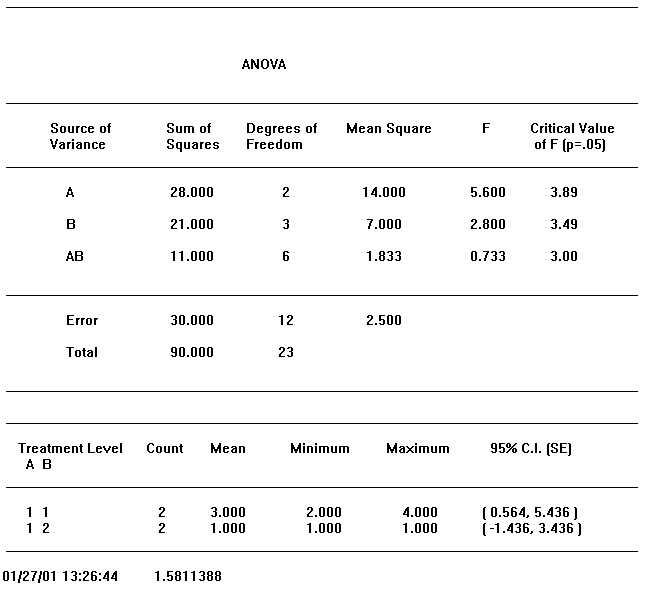 ANOVA
Source of Variance Sum of Squares Degrees of Freedom Mean Square F Critical Value of F (p=.05)
A 28.000 2 14.000 5.600 3.89
B 21.000 3 7.000 2.800 3.49
AB 11.000 6 1.833 0.733 3.00
Error 30.000 12 2.500
Total 90.000 23
Treatment Level Count Mean Minimum Maximum 95% C.I. (SE)
A B
1 1 2 3.000 2.000 4.000 ( 0.564, 5.436 )
1 2 2 1.000 1.000 1.000 ( -1.436, 3.436 )
01/27/01 13:26:44 1.5811388